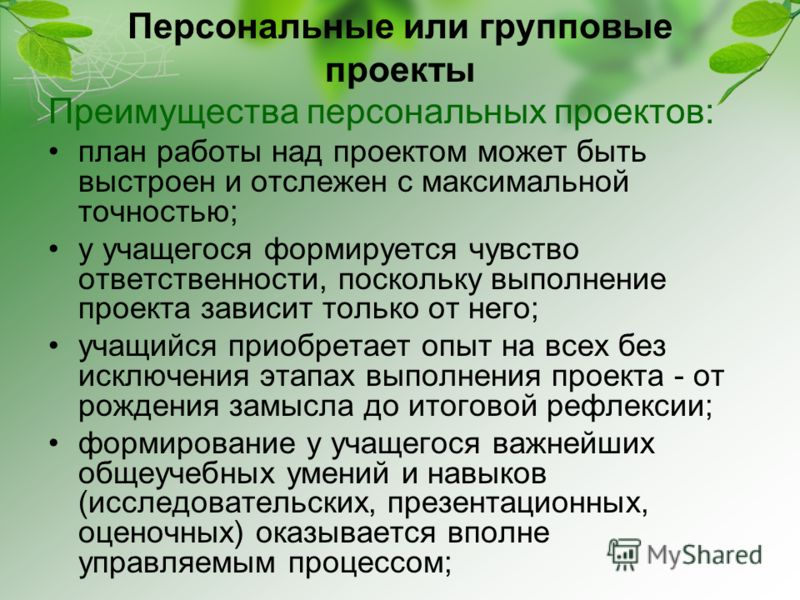 Персональные или групповые
проекты
Преимущества персональных проектов:
• план работы над проектом может быть
выстроен и отслежен с максимальной
точностью;
• у учащегося формируется чувство
ответственности, поскольку выполнение
проекта зависит только от него;
• учащийся приобретает опыт на всех без
исключения этапах выполнения проекта - от
рождения замысла до итоговой рефлексии;
• формирование у учащегося важнейших
общеучебных умений и навыков
(исследовательских, презентационных,
оценочных) оказывается вполне
управляемым процессом;
MyShared